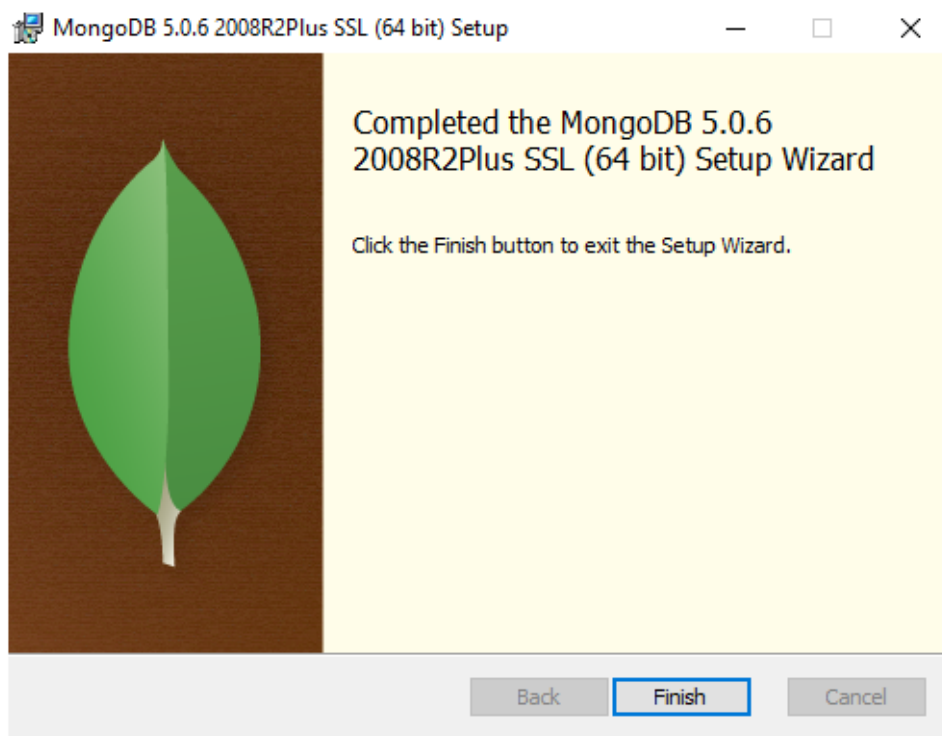 MongoDB 5.0.6 2008R2Plus SSL (64 bit) Setup
Completed the MongoDB 5.0.6
2008R2Plus SSL (64 bit) Setup Wizard
Click the Finish button to exit the Setup Wizard.
Back
Finish
Cancel